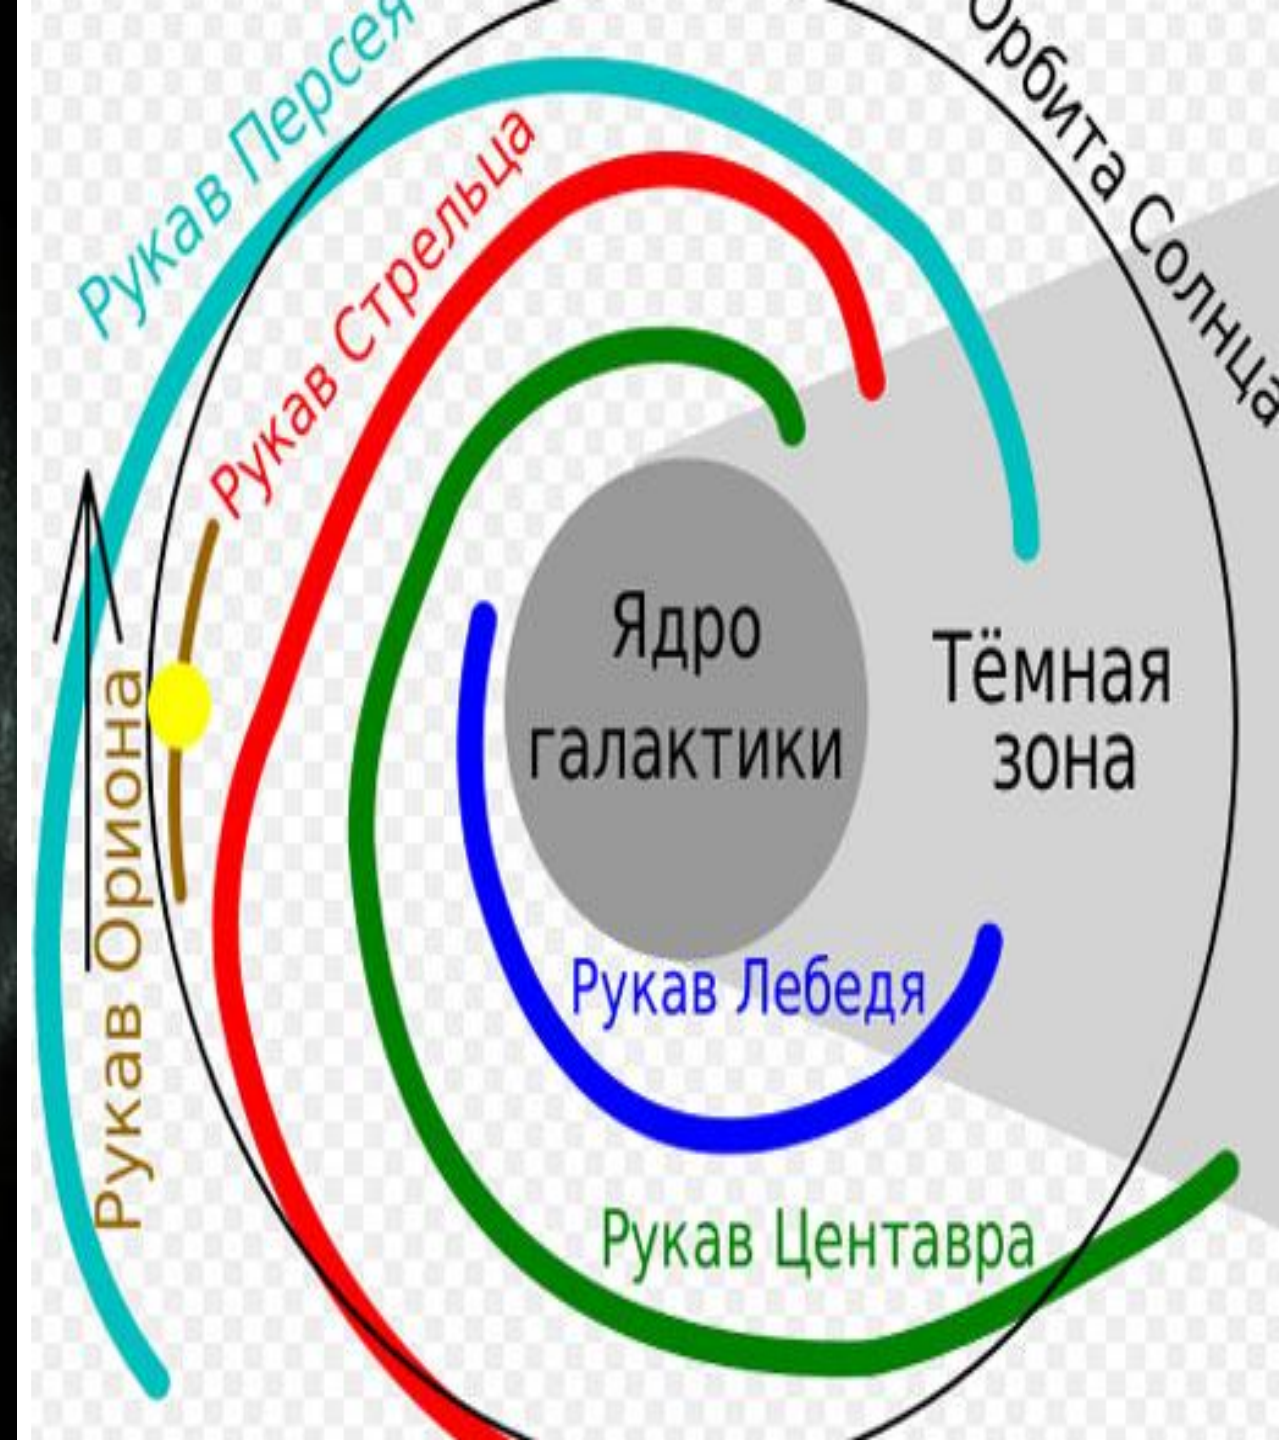 Рукав Персея
Орбита Солнца
Рукав Стрельца
Ядро
галактики
Тёмная
зона
Рукав Ориона
Рукав Лебедя
Рукав Центавра